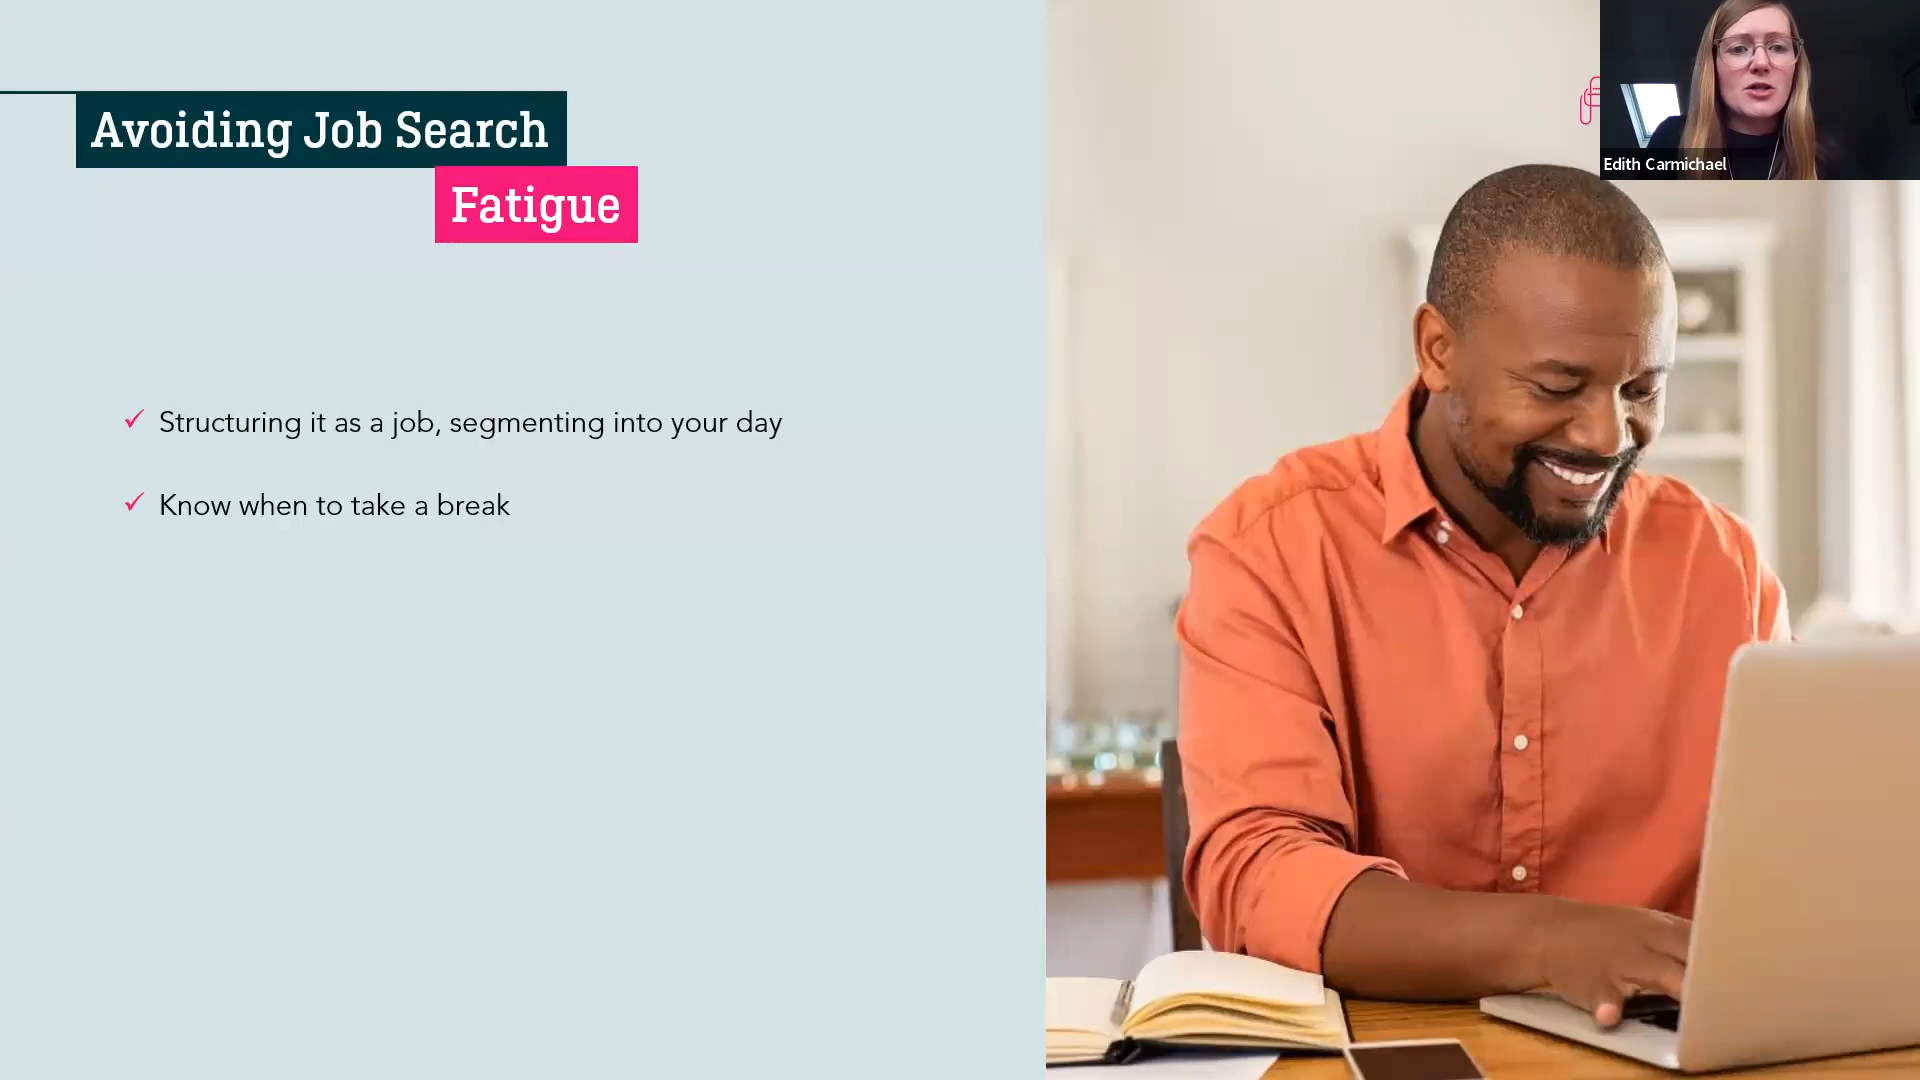 Avoiding Job Search
Fatigue
Edith Carmichael
✓ Structuring it as a job, segmenting into your day
✓ Know when to take a break